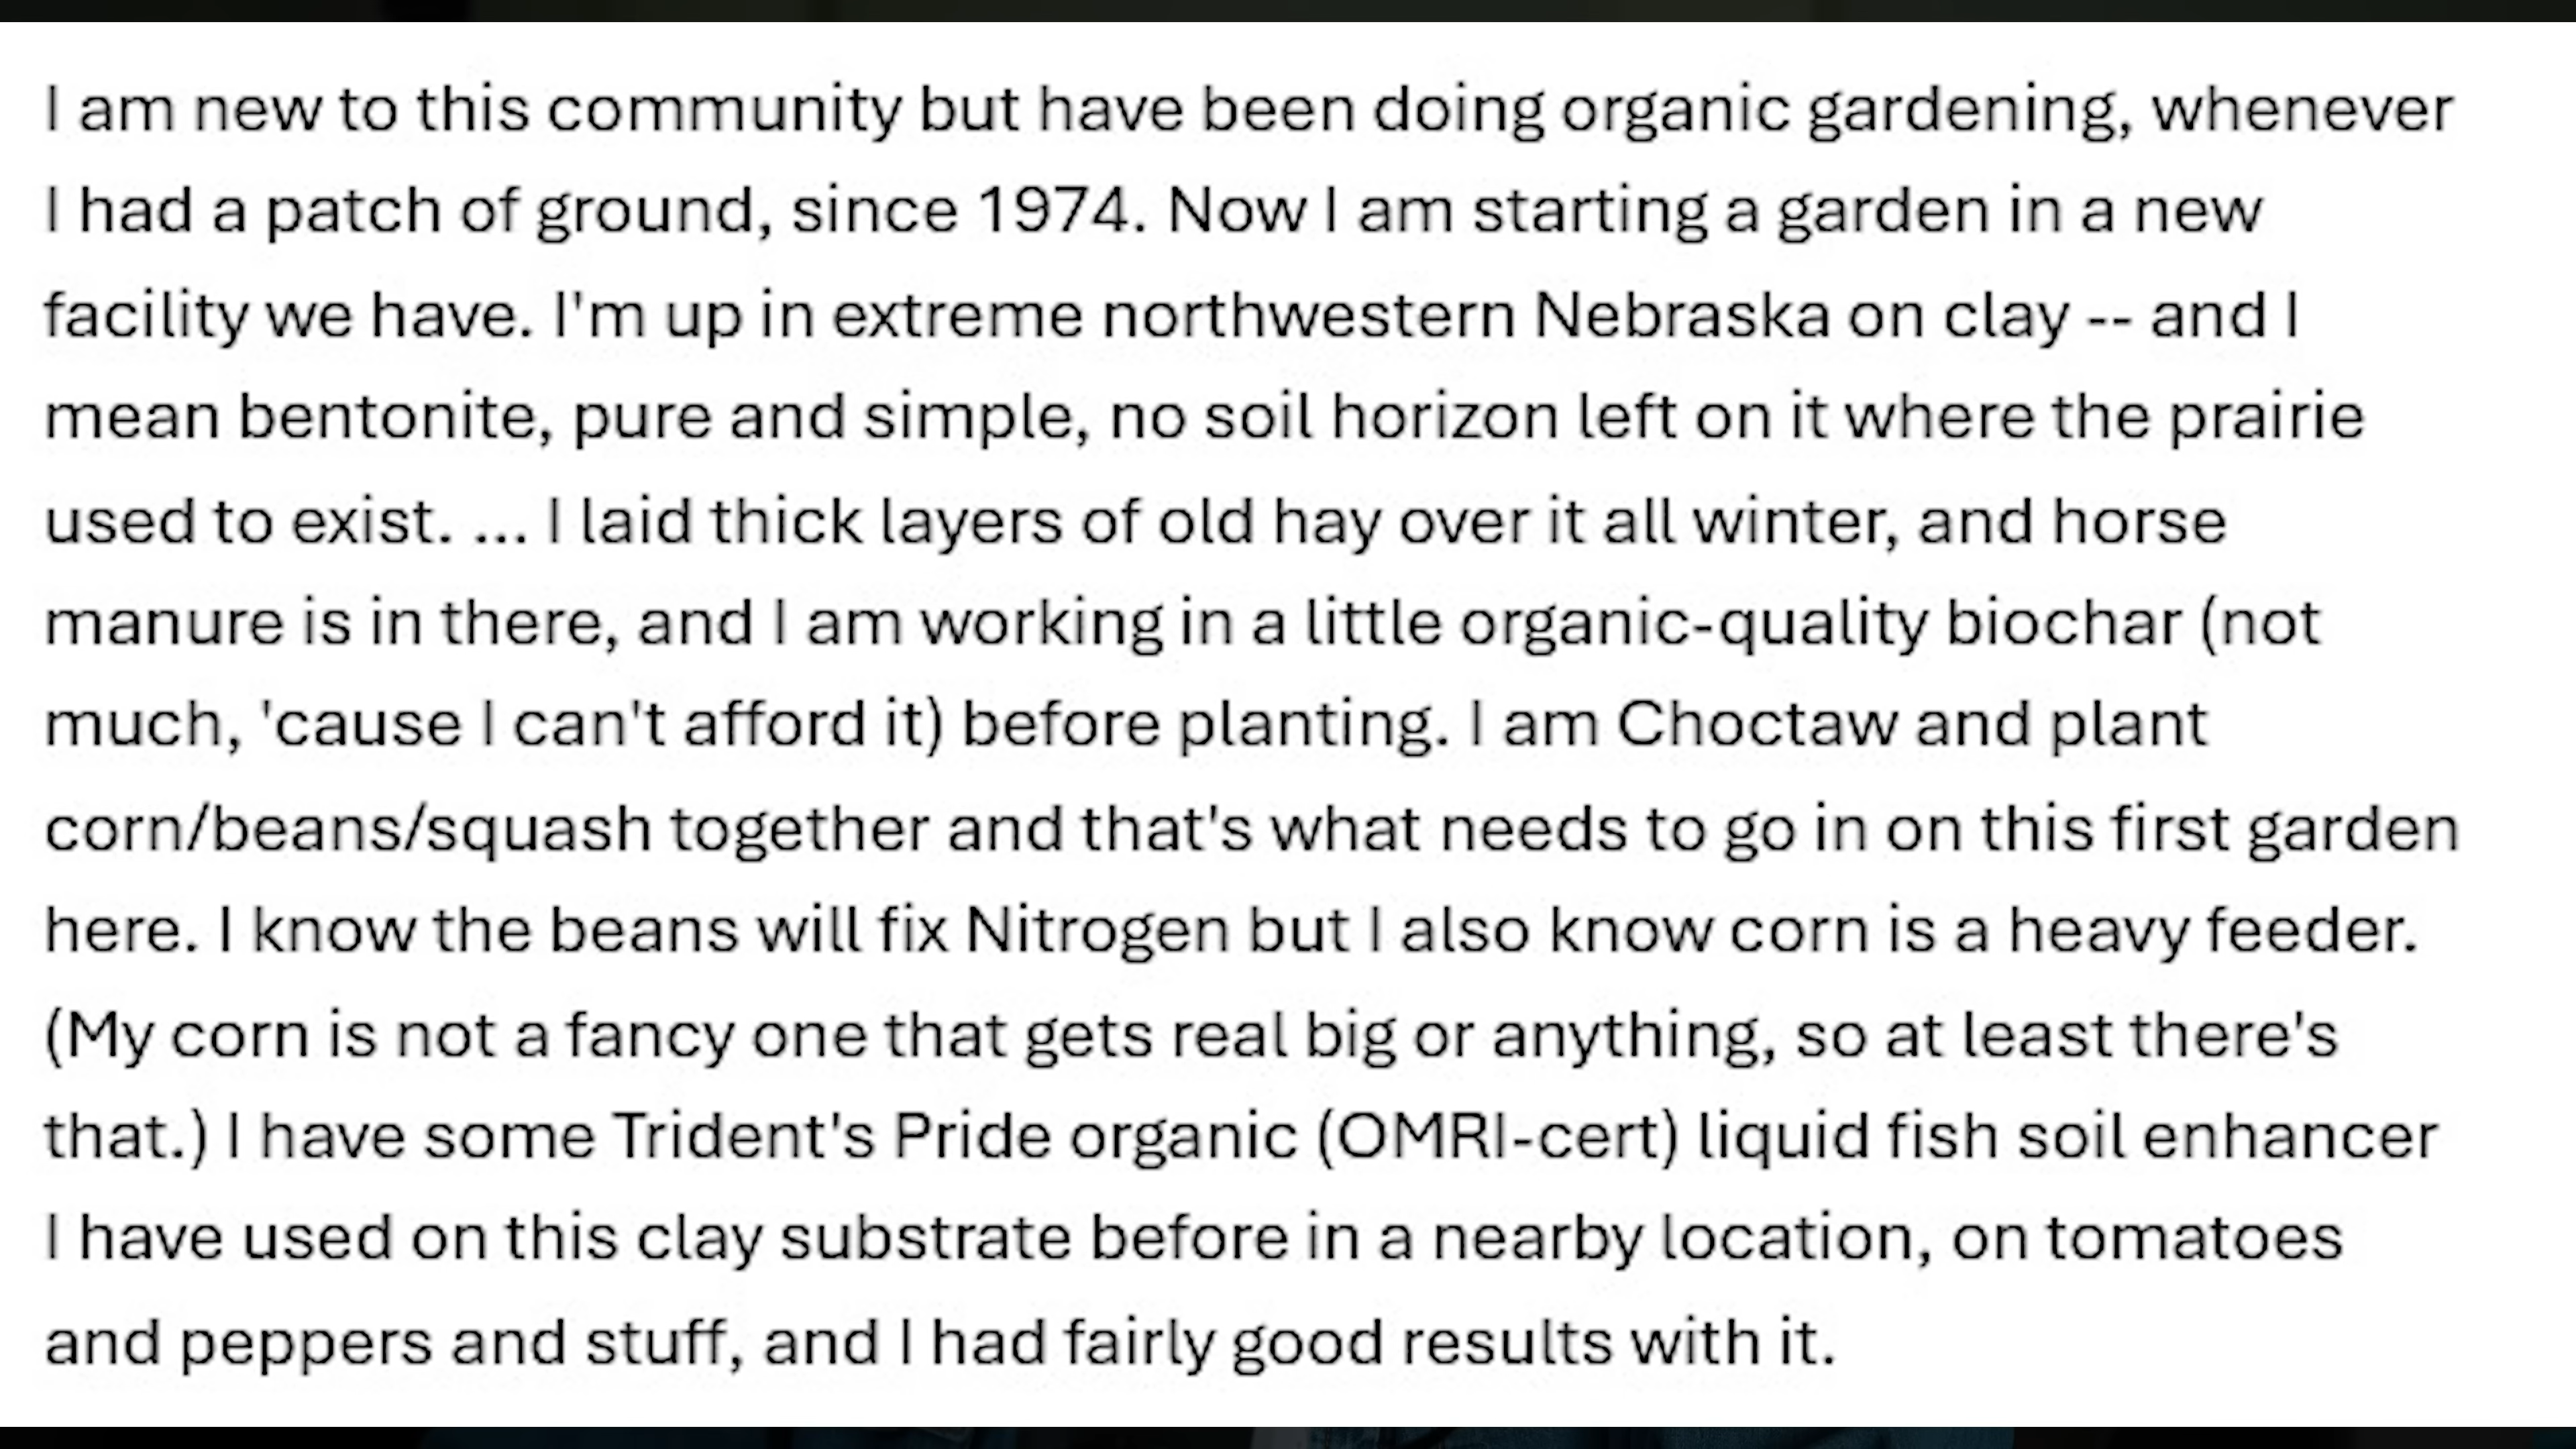 I am new to this community but have been doing organic gardening, whenever
I had a patch of ground, since 1974. Now I am starting a garden in a new
facility we have. I'm up in extreme northwestern Nebraska on clay -- and I
mean bentonite, pure and simple, no soil horizon left on it where the prairie
used to exist. ... I laid thick layers of old hay over it all winter, and horse
manure is in there, and I am working in a little organic-quality biochar (not
much, 'cause I can't afford it) before planting. I am Choctaw and plant
corn/beans/squash together and that's what needs to go in on this first garden
here. I know the beans will fix Nitrogen but I also know corn is a heavy feeder.
(My corn is not a fancy one that gets real big or anything, so at least there's
that.) I have some Trident's Pride organic (OMRI-cert) liquid fish soil enhancer
I have used on this clay substrate before in a nearby location, on tomatoes
and peppers and stuff, and I had fairly good results with it.